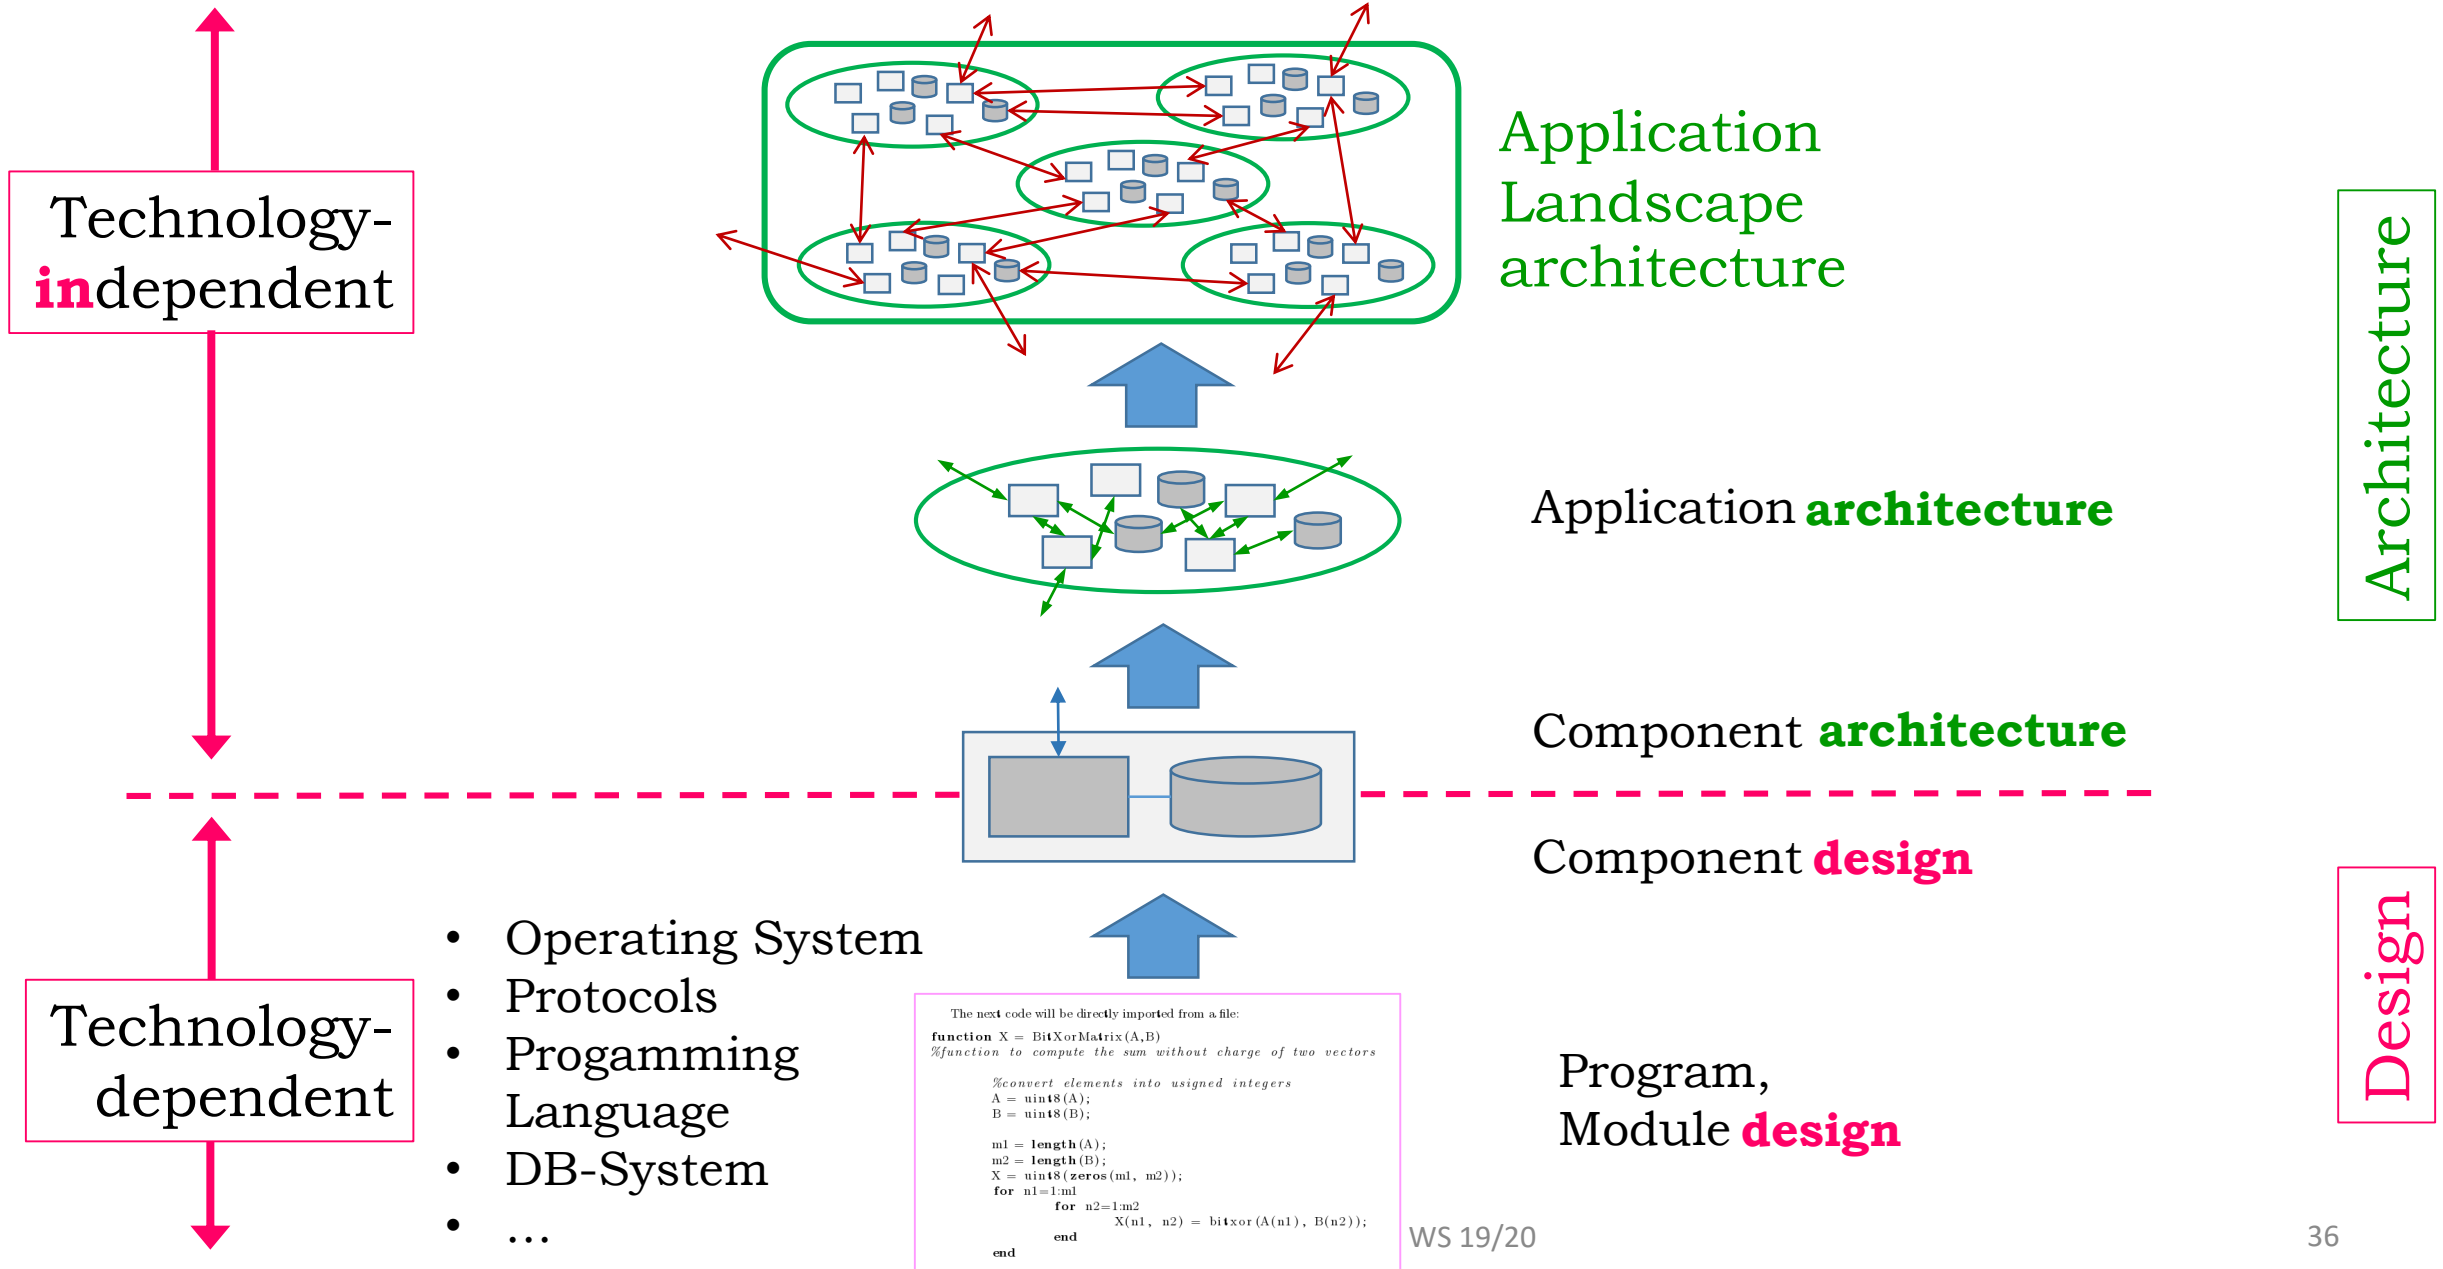 Technology-
independent
Application
Landscape
architecture
Architecture
Application architecture
Component architecture
Component design
Technology-
dependent
• Operating System
• Protocols
• Progamming
Language
• DB-System
• ...
The next code will be directly imported from a file:
function X = BitXorMatrix(A,B)
%function to compute the sum without charge of two vectors
%convert elements into usigned integers
A = uint8(A);
B = uint8(B);
m1 = length(A);
m2 = length(B);
X = uint8(zeros(m1, m2));
for n1=1:m1
for n2=1:m2
X(n1, n2) = bitxor(A(n1), B(n2));
end
end
Program,
Module design
Design
WS 19/20
36